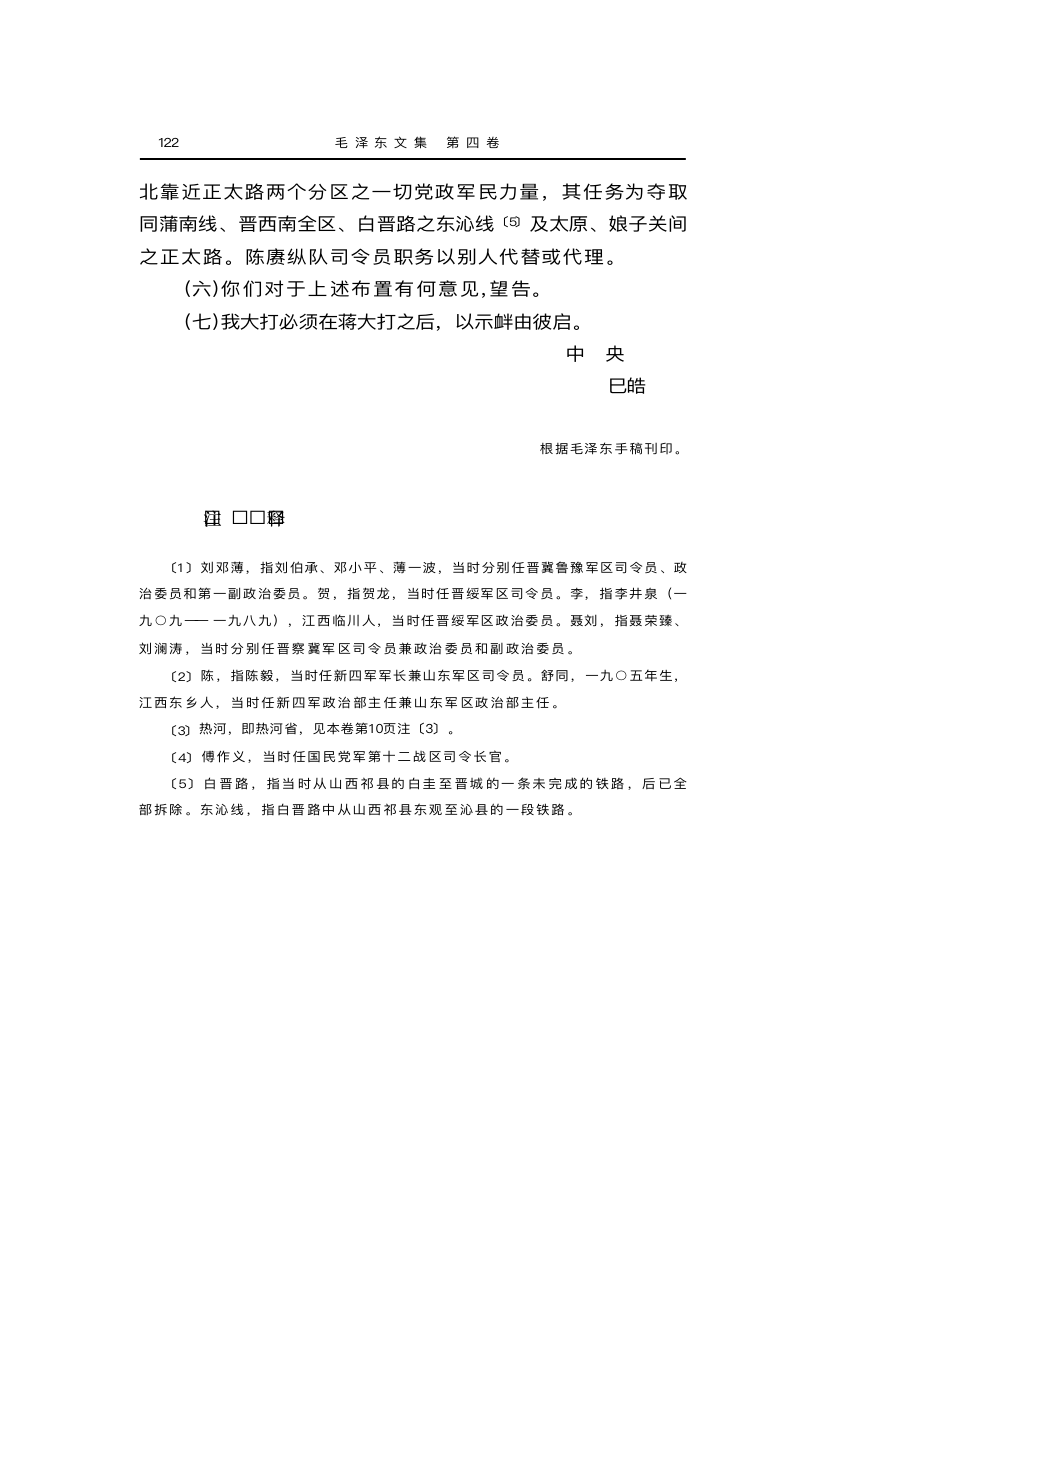 122 毛泽东文集 第四卷
北靠近正太路两个分区之一切党政军民力量，其任务为夺取
同蒲南线、晋西南全区、白晋路之东沁线〔5〕及太原、娘子关间
之正太路。陈赓纵队司令员职务以别人代替或代理。
(六)你们对于上述布置有何意见,望告。
(七)我大打必须在蒋大打之后，以示衅由彼启。
中 央
巳皓
根据毛泽东手稿刊印。
注 □□释
〔1〕刘邓薄，指刘伯承、邓小平、薄一波，当时分别任晋冀鲁豫军区司令员、政
治委员和第一副政治委员。贺，指贺龙，当时任晋绥军区司令员。李，指李井泉（一
九○九—— 一九八九），江西临川人，当时任晋绥军区政治委员。聂刘，指聂荣臻、
刘澜涛，当时分别任晋察冀军区司令员兼政治委员和副政治委员。
〔2〕陈，指陈毅，当时任新四军军长兼山东军区司令员。舒同，一九○五年生，
江西东乡人，当时任新四军政治部主任兼山东军区政治部主任。
〔3〕热河，即热河省，见本卷第10页注〔3〕。
〔4〕傅作义，当时任国民党军第十二战区司令长官。
〔5〕白晋路，指当时从山西祁县的白圭至晋城的一条未完成的铁路，后已全
部拆除。东沁线，指白晋路中从山西祁县东观至沁县的一段铁路。